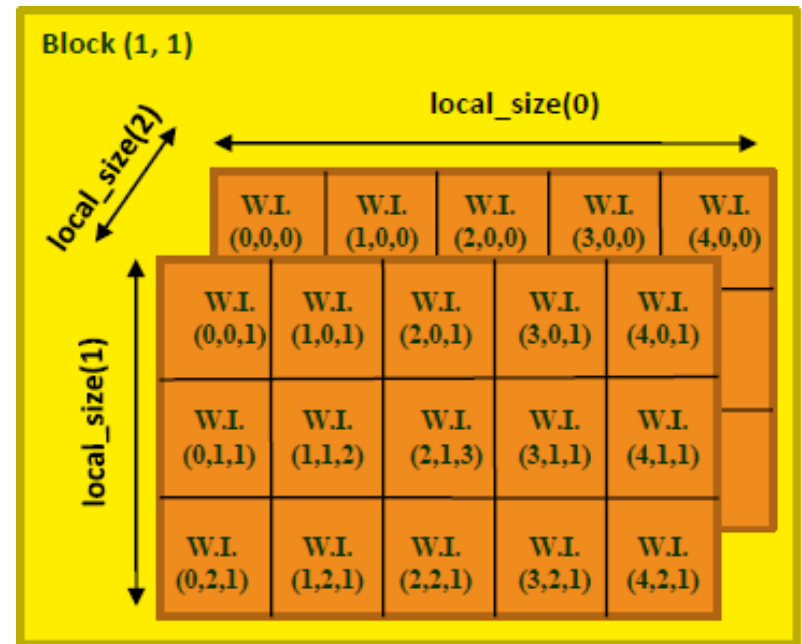 Block (1, 1)
local_size(0)
local_size(2)
W.I. W.I. W.I. W.I. W.I.
(0,0,0) (1,0,0) (2,0,0) (3,0,0) (4,0,0)
local_size(1)
W.I. W.I. W.I. W.I. W.I.
(0,0,1) (1,0,1) (2,0,1) (3,0,1) (4,0,1)
W.I. W.I. W.I. W.I. W.I.
(0,1,1) (1,1,2) (2,1,3) (3,1,1) (4,1,1)
W.I. W.I. W.I. W.I. W.I.
(0,2,1) (1,2,1) (2,2,1) (3,2,1) (4,2,1)